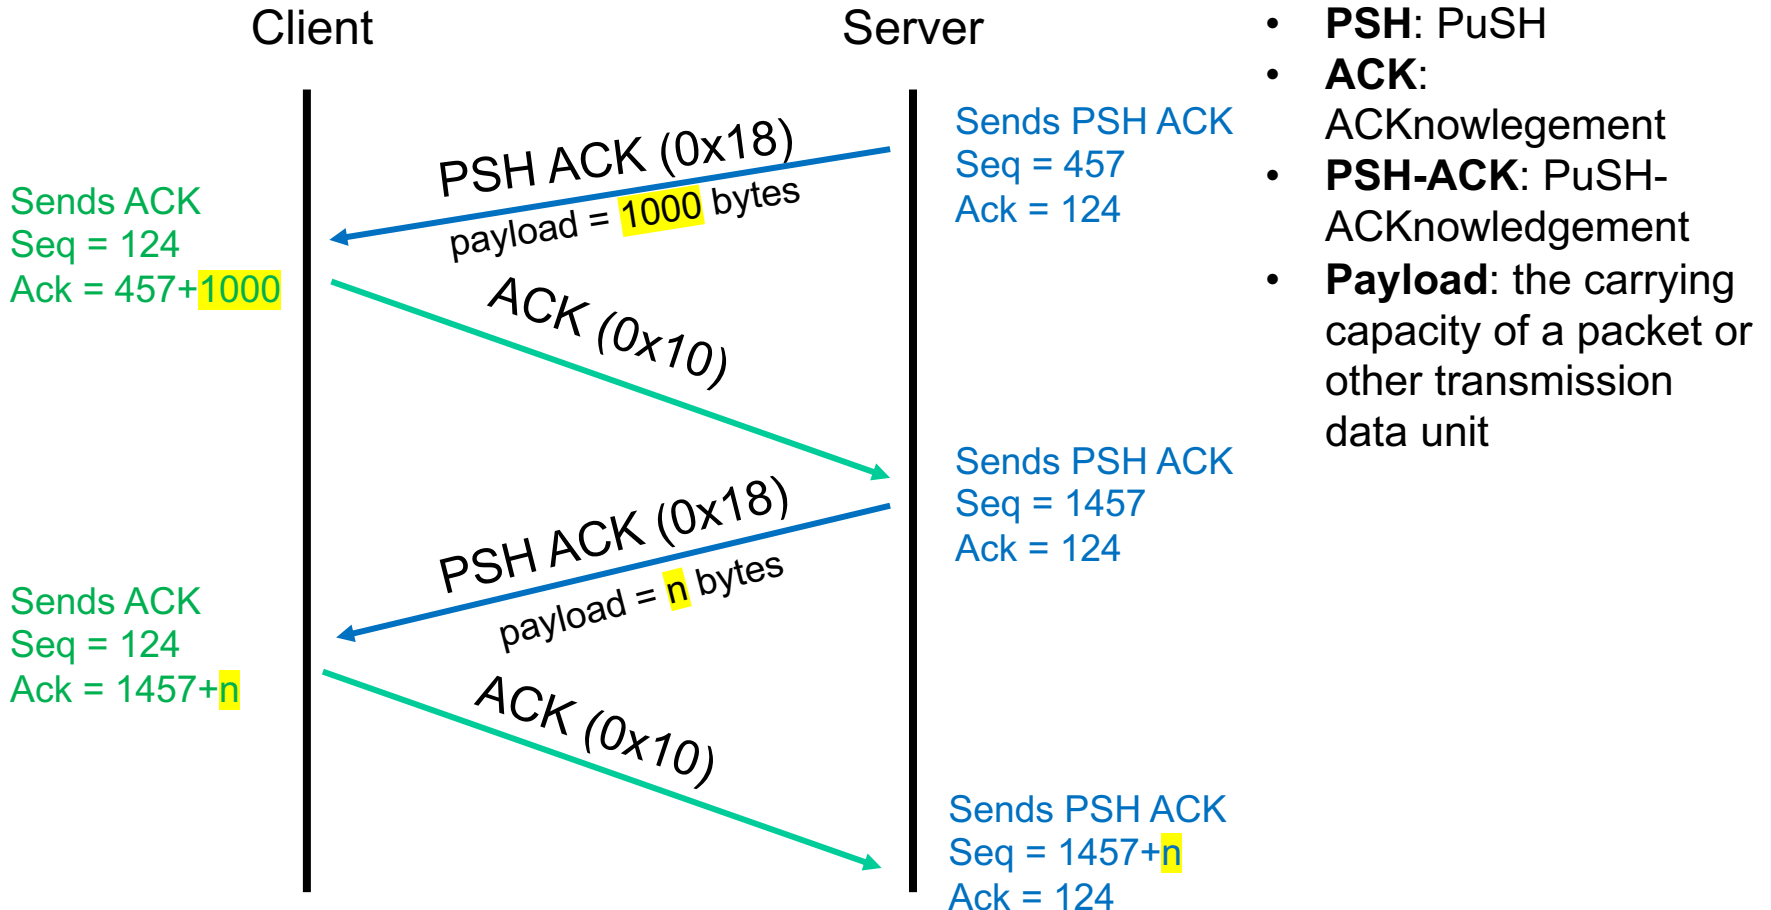 Client
Server
PSH ACK (0x18)
payload = 1000 bytes
Sends PSH ACK
Seq = 457
Ack = 124
Sends ACK
Seq = 124
Ack = 457+1000
ACK (0x10)
Sends PSH ACK
Seq = 1457
Ack = 124
PSH ACK (0x18)
payload = n bytes
Sends ACK
Seq = 124
Ack = 1457+n
ACK (0x10)
Sends PSH ACK
Seq = 1457+n
Ack = 124
• PSH: PuSH
• ACK:
ACKnowlegement
• PSH-ACK: PuSH-
ACKnowledgement
• Payload: the carrying
capacity of a packet or
other transmission
data unit